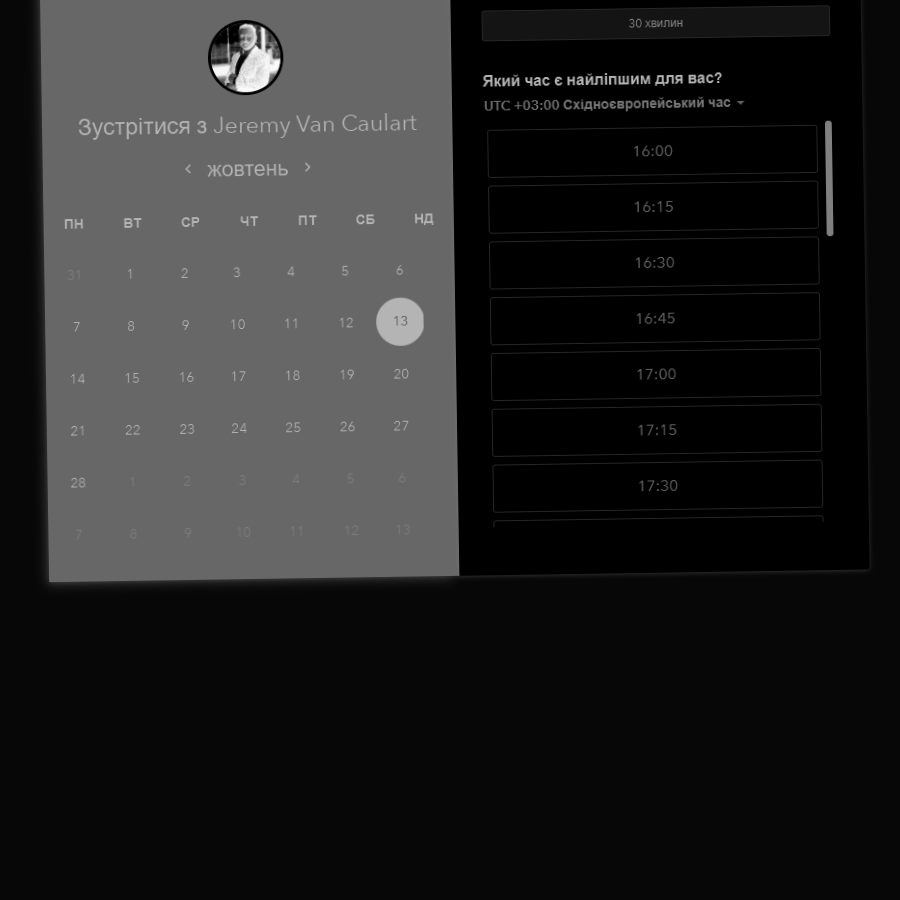 Зустрітися з Jeremy Van Caulart
жовтень
ПН ВТ СР ЧТ ПТ СБ НД
31 1 2 3 4 5 6
7 8 9 10 11 12 13
14 15 16 17 18 19 20
21 22 23 24 25 26 27
28 1 2 3 4 5 6
7 8 9 10 11 12 13
30 хвилин
Який час є найліпшим для вас?
UTC +03:00 Східноєвропейський час
16:00
16:15
16:30
16:45
17:00
17:15
17:30